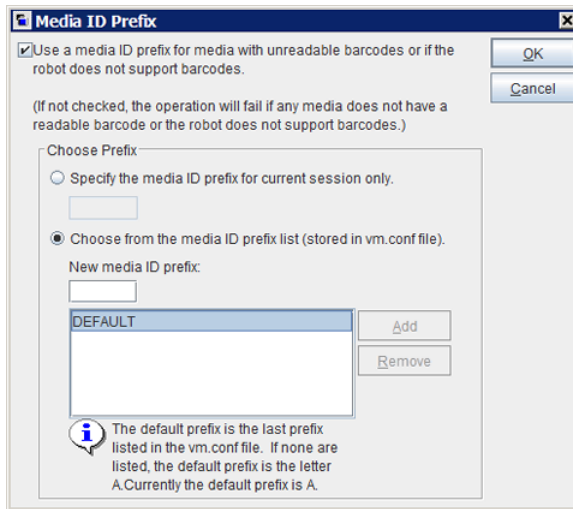 Media ID Prefix
Use a media ID prefix for media with unreadable barcodes or if the
robot does not support barcodes.
OK
Cancel
(If not checked, the operation will fail if any media does not have a
readable barcode or the robot does not support barcodes.)
Choose Prefix
Specify the media ID prefix for current session only.
Choose from the media ID prefix list (stored in vm.conf file).
New media ID prefix:
DEFAULT
Add
Remove
The default prefix is the last prefix
listed in the vm.conf file. If none are
listed, the default prefix is the letter
A.Currently the default prefix is A.